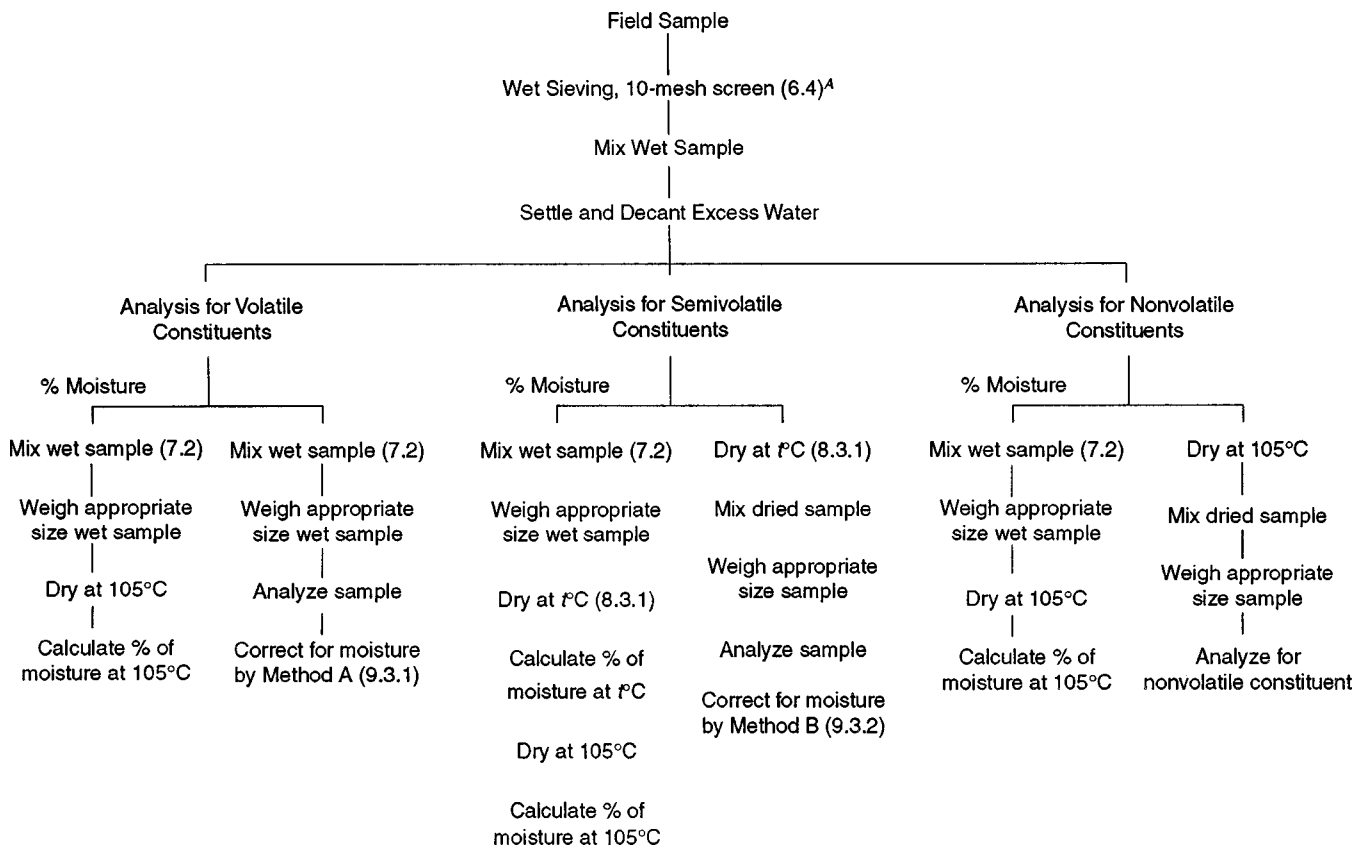 Field Sample
Wet Sieving, 10-mesh screen (6.4)A
Mix Wet Sample
Settle and Decant Excess Water
Analysis for Volatile
Constituents
% Moisture
Mix wet sample (7.2)
Weigh appropriate
size wet sample
Dry at 105°C
Calculate % of
moisture at 105°C
Mix wet sample (7.2)
Weigh appropriate
size wet sample
Analyze sample
Correct for moisture
by Method A (9.3.1)
Analysis for Semivolatile
Constituents
% Moisture
Mix wet sample (7.2)
Weigh appropriate
size wet sample
Dry at t°C (8.3.1)
Calculate % of
moisture at t°C
Dry at 105°C
Calculate % of
moisture at 105°C
Dry at t°C (8.3.1)
Mix dried sample
Weigh appropriate
size sample
Analyze sample
Correct for moisture
by Method B (9.3.2)
Analysis for Nonvolatile
Constituents
% Moisture
Mix wet sample (7.2)
Weigh appropriate
size wet sample
Dry at 105°C
Calculate % of
moisture at 105°C
Dry at 105°C
Mix dried sample
Weigh appropriate
size sample
Analyze for
nonvolatile constituent